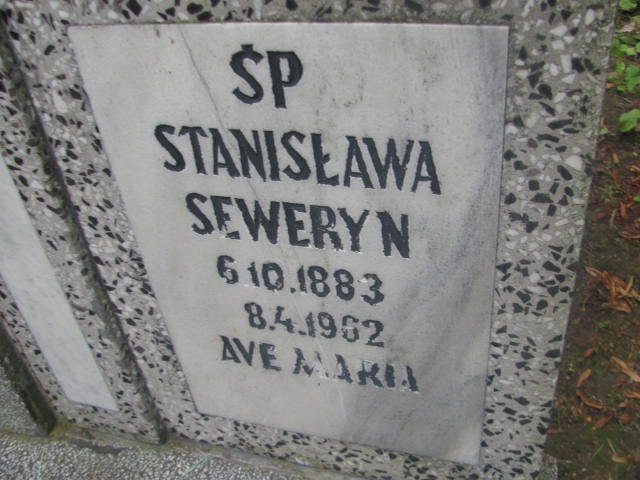 ŚP
STANISŁAWA
SEWERYN
6.10.1883
8.4.1962
AVE MARIA